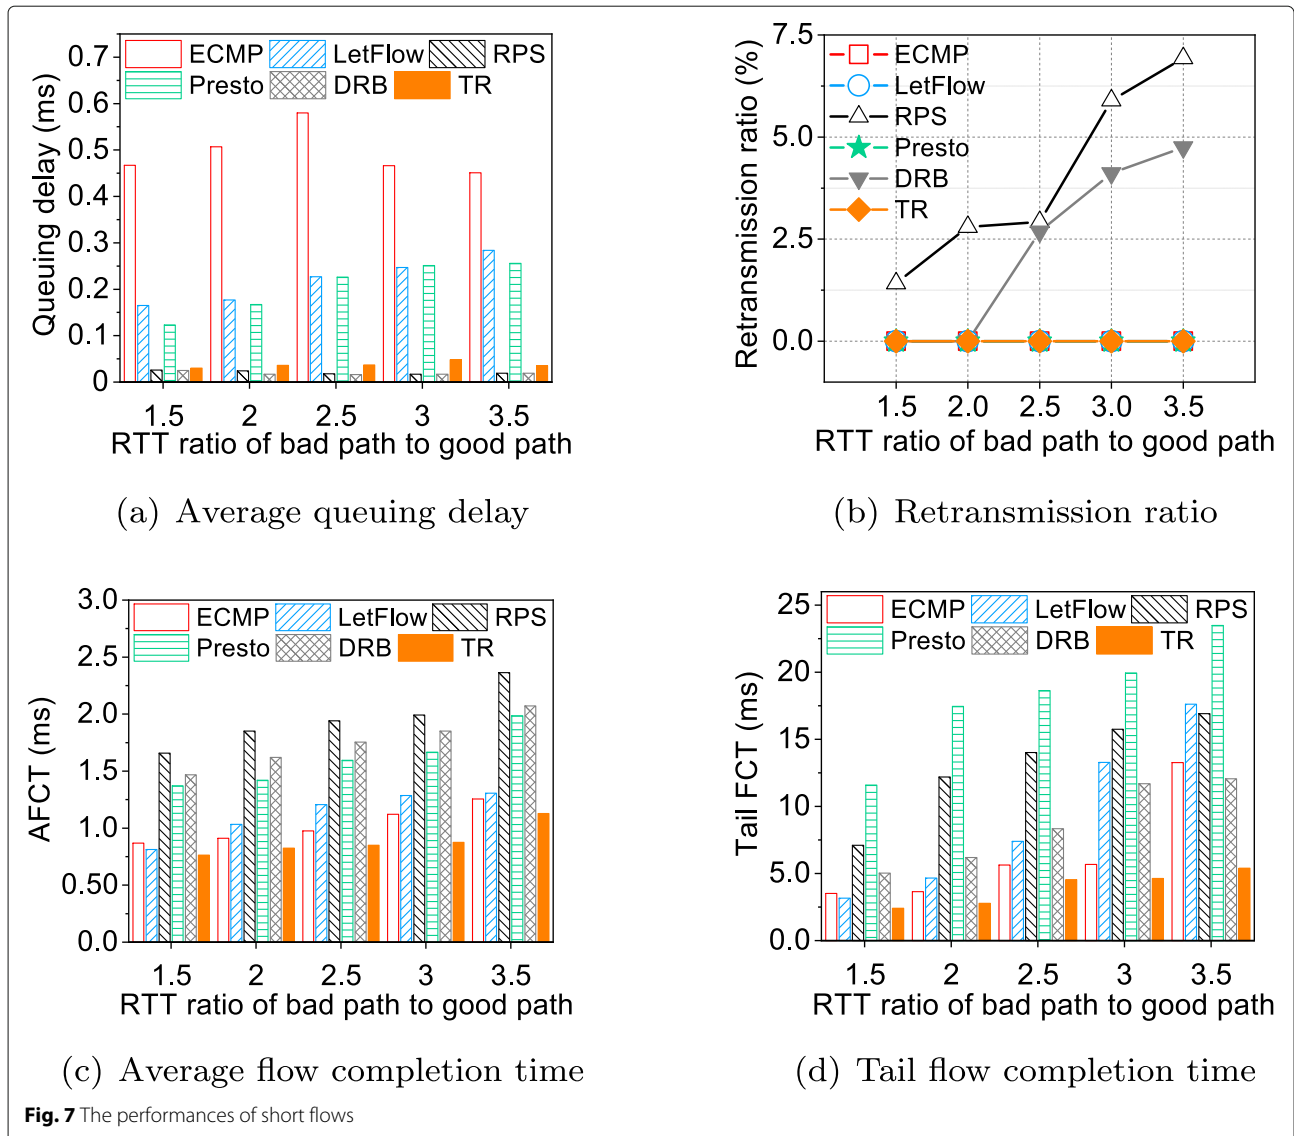 0.7
0.6
0.5
0.4
0.3
0.2
0.1
0
Queuing delay (ms)
ECMP LetFlow RPS
Presto DRB TR
1.5 2 2.5 3 3.5
RTT ratio of bad path to good path
(a) Average queuing delay
7.5
5.0
2.5
0.0
Retransmission ratio (%)
ECMP
LetFlow
RPS
Presto
DRB
TR
1.5 2.0 2.5 3.0 3.5
RTT ratio of bad path to good path
(b) Retransmission ratio
3.0
2.5
2.0
1.5
1.0
0.50
0.0
AFCT (ms)
ECMP LetFlow RPS
Presto DRB TR
1.5 2 2.5 3 3.5
RTT ratio of bad path to good path
(c) Average flow completion time
25
20
15
10
5.0
0.0
Tail FCT (ms)
ECMP LetFlow RPS
Presto DRB TR
1.5 2 2.5 3 3.5
RTT ratio of bad path to good path
(d) Tail flow completion time
Fig. 7 The performances of short flows